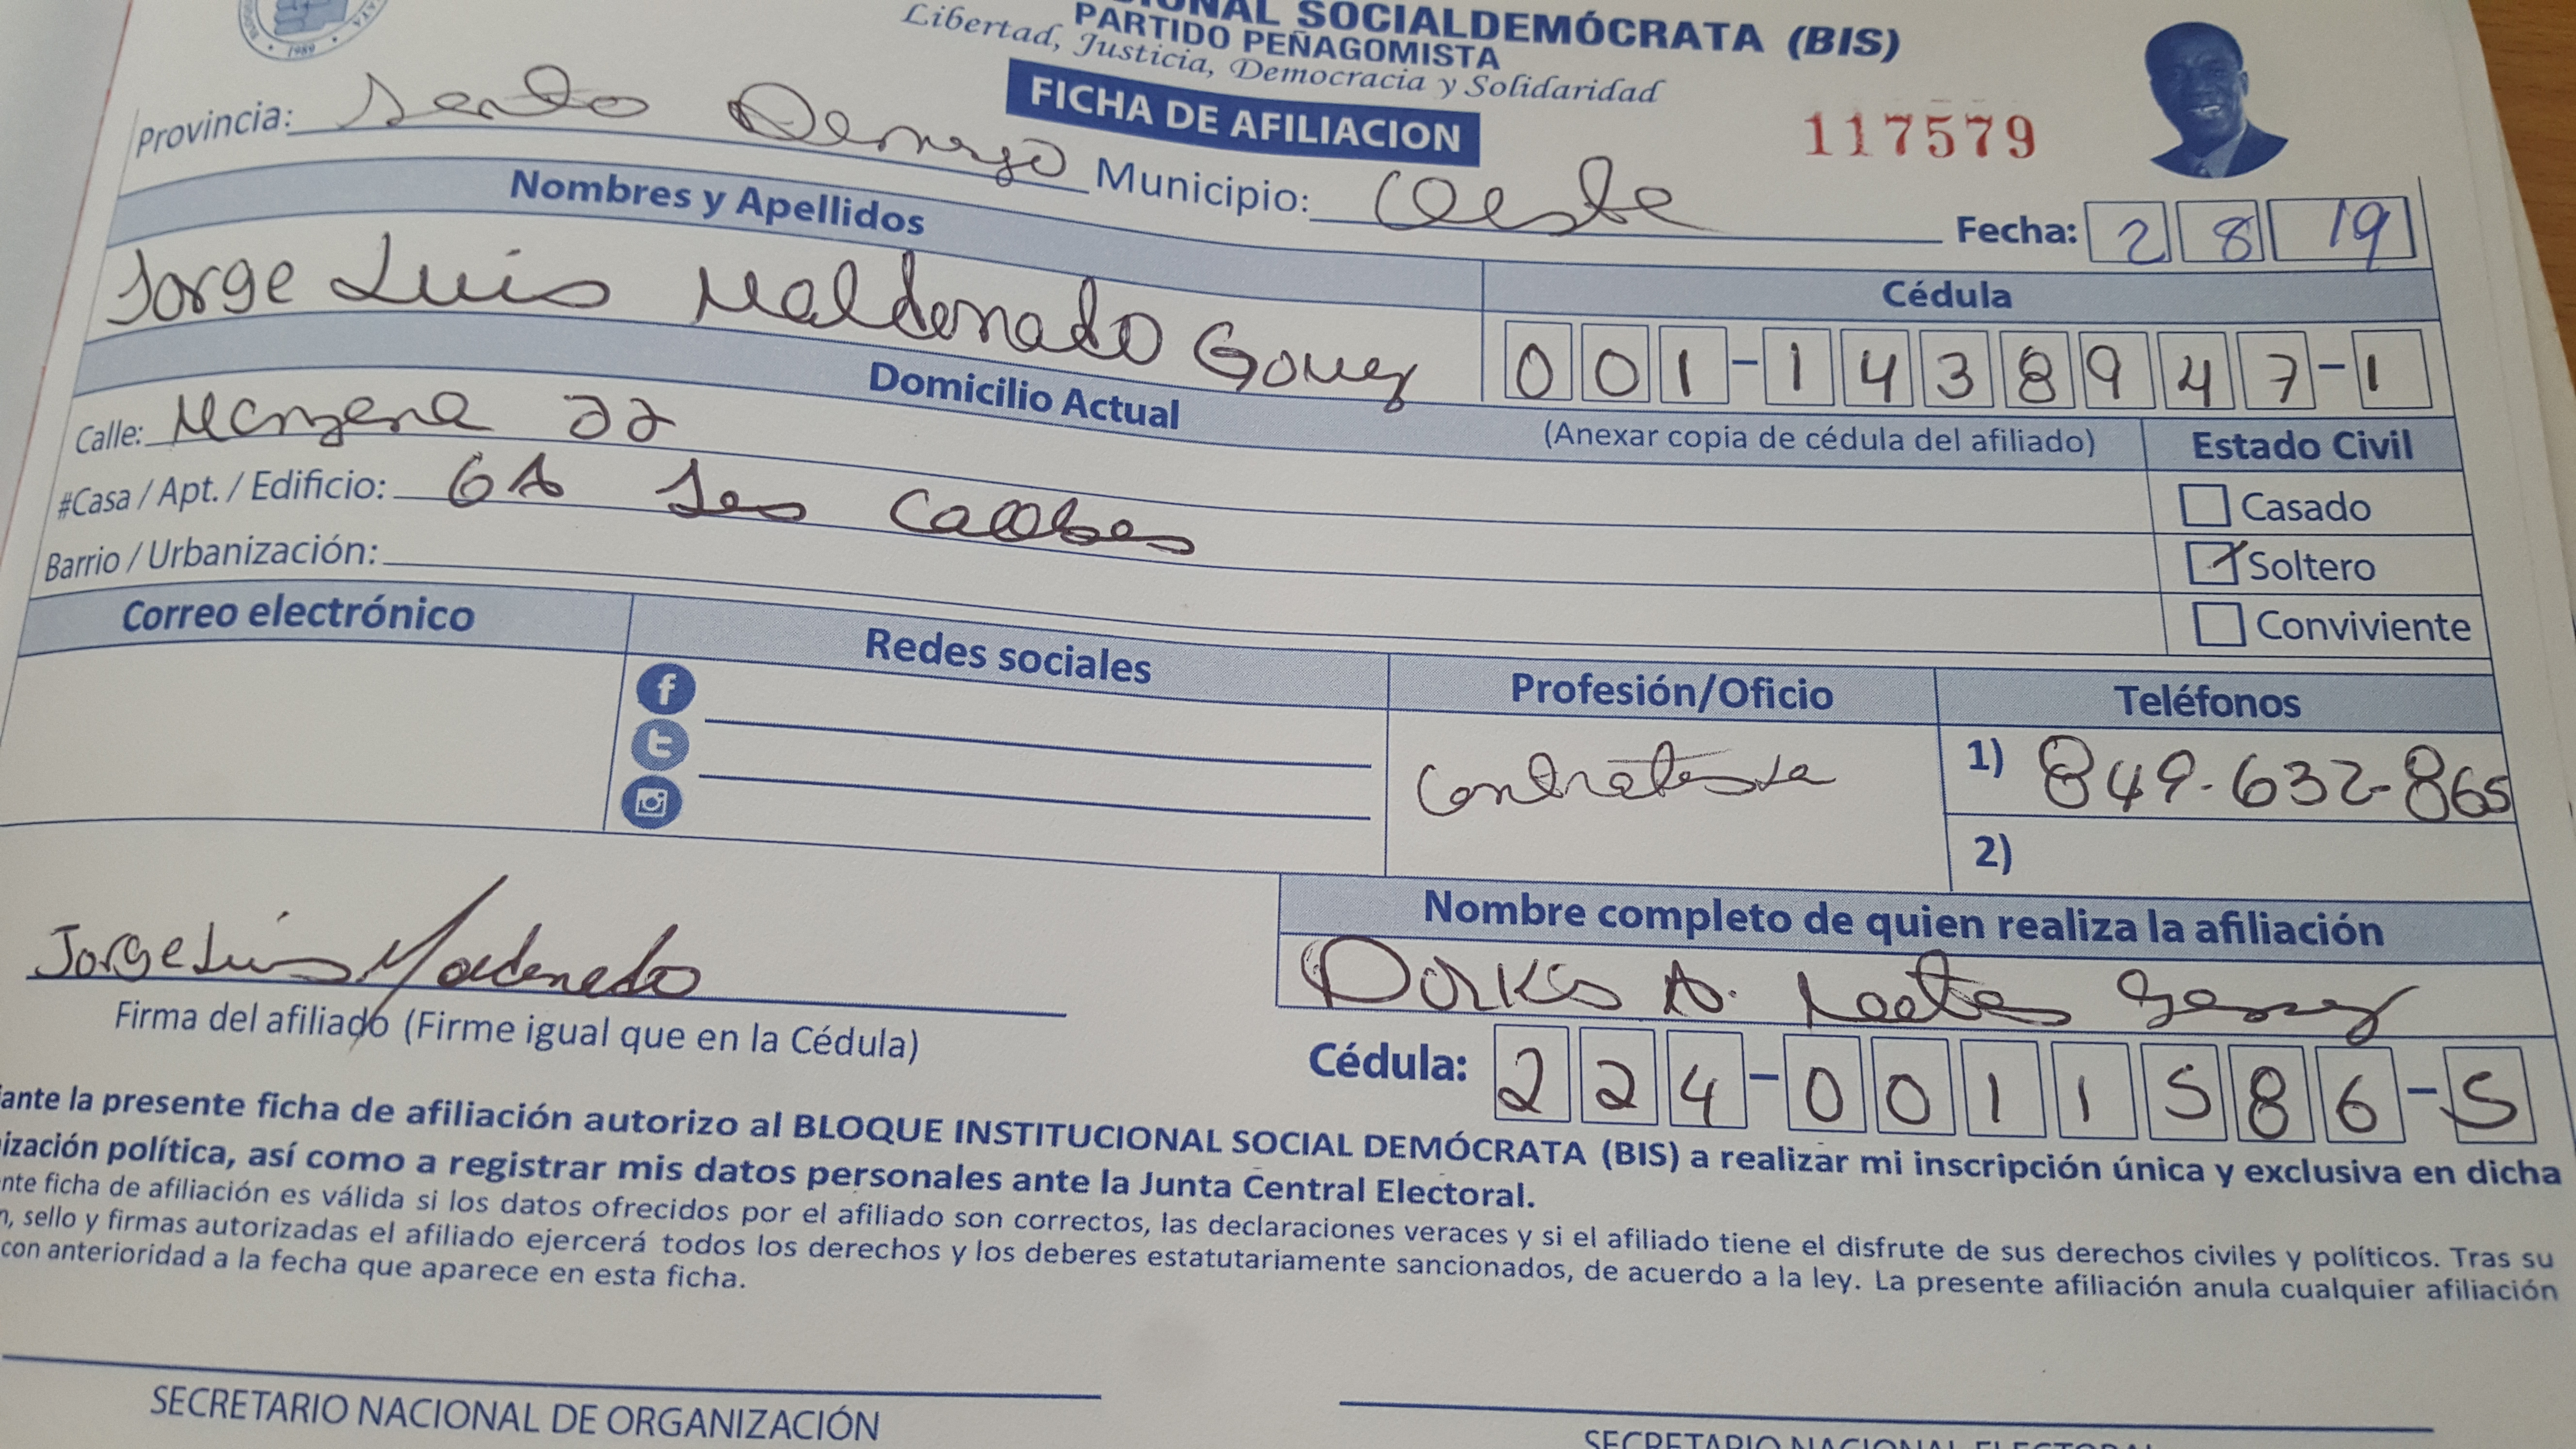 1989
IONAL SOCIALDEMÓCRATA (BIS)
PARTIDO PEÑAGOMISTA
Libertad, Justicia, Democracia y Solidaridad
FICHA DE AFILIACION
117579
Provincia: Santo Domingo Municipio: Oeste Fecha: 2 8 19
Nombres y Apellidos
Jorge Luis Maldonado Gomez
Cédula
001-1438947-1
(Anexar copia de cédula del afiliado)
Domicilio Actual
Calle: Manzana 22
#Casa / Apt. / Edificio: 6A Las Caobas
Barrio / Urbanización:
Estado Civil
Casado
Soltero
Conviviente
Correo electrónico
Redes sociales
Profesión/Oficio
Contratista
Teléfonos
1) 849-632-865
2)
Jorge Luis Maldonado
Firma del afiliado (Firme igual que en la Cédula)
Nombre completo de quien realiza la afiliación
Dorkis A.
Cédula: 224-0011586-5
iante la presente ficha de afiliación autorizo al BLOQUE INSTITUCIONAL SOCIAL DEMÓCRATA (BIS) a realizar mi inscripción única y exclusiva en dicha
ización política, así como a registrar mis datos personales ante la Junta Central Electoral.
nte ficha de afiliación es válida si los datos ofrecidos por el afiliado son correctos, las declaraciones veraces y si el afiliado tiene el disfrute de sus derechos civiles y políticos. Tras su
n, sello y firmas autorizadas el afiliado ejercerá todos los derechos y los deberes estatutariamente sancionados, de acuerdo a la ley. La presente afiliación anula cualquier afiliación
con anterioridad a la fecha que aparece en esta ficha.
SECRETARIO NACIONAL DE ORGANIZACIÓN
SECRETARIO NACIONAL ELECTORAL